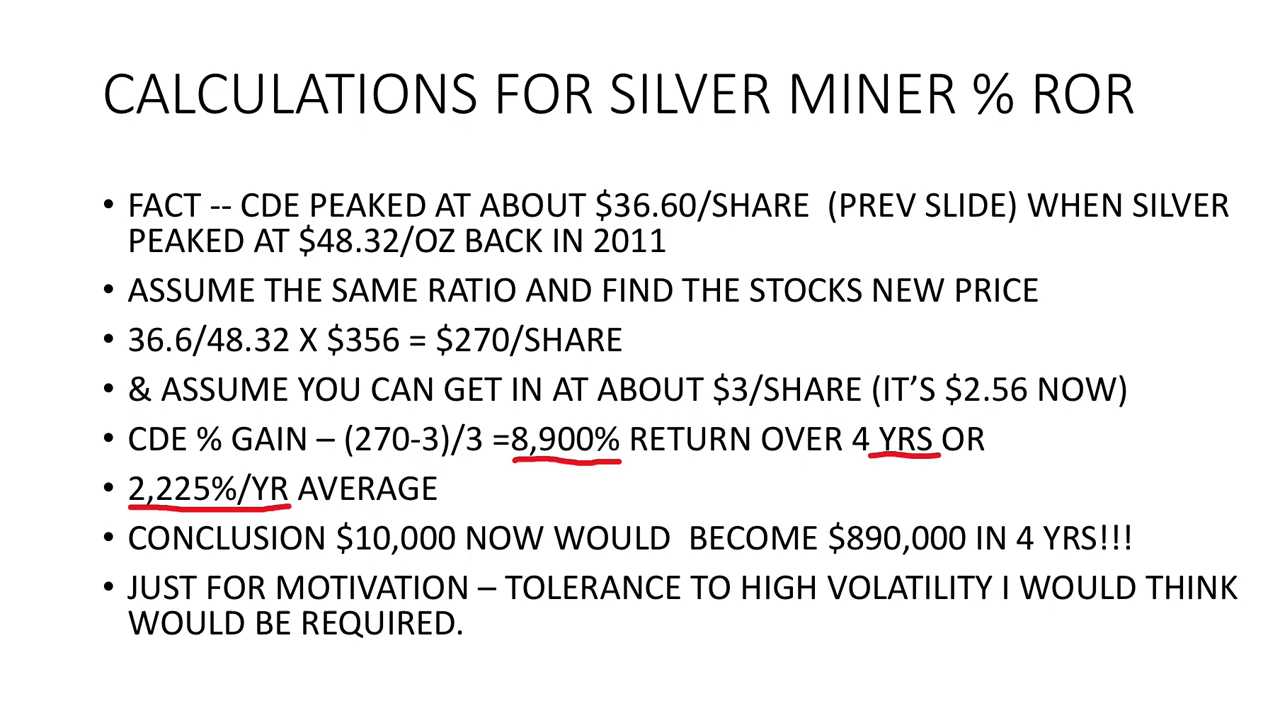 CALCULATIONS FOR SILVER MINER % ROR
• FACT -- CDE PEAKED AT ABOUT $36.60/SHARE (PREV SLIDE) WHEN SILVER
PEAKED AT $48.32/OZ BACK IN 2011
• ASSUME THE SAME RATIO AND FIND THE STOCKS NEW PRICE
• 36.6/48.32 X $356 = $270/SHARE
• & ASSUME YOU CAN GET IN AT ABOUT $3/SHARE (IT’S $2.56 NOW)
• CDE % GAIN – (270-3)/3 =8,900% RETURN OVER 4 YRS OR
• 2,225%/YR AVERAGE
• CONCLUSION $10,000 NOW WOULD BECOME $890,000 IN 4 YRS!!!
• JUST FOR MOTIVATION – TOLERANCE TO HIGH VOLATILITY I WOULD THINK
WOULD BE REQUIRED.